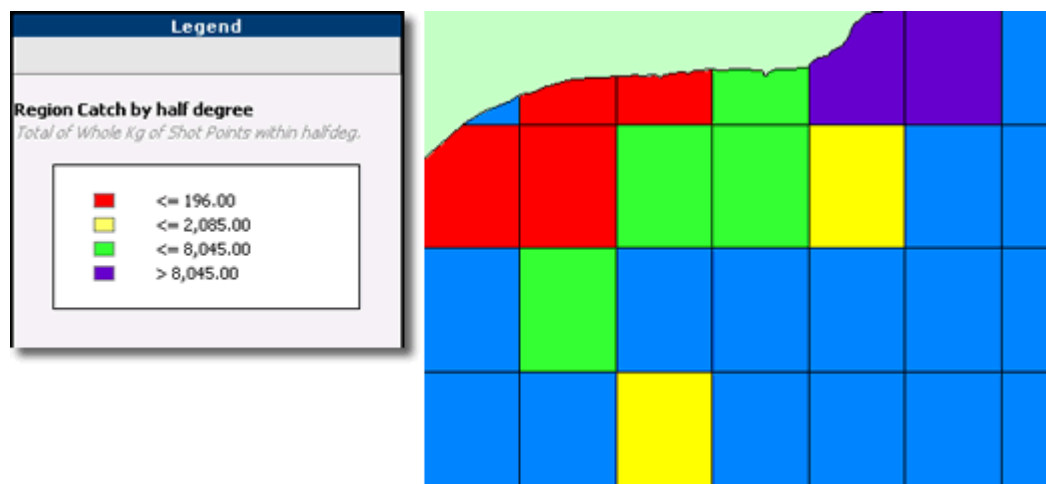 Legend
Region Catch by half degree
Total of Whole Kg of Shot Points within halfdeg.
<= 196.00
<= 2,085.00
<= 8,045.00
> 8,045.00